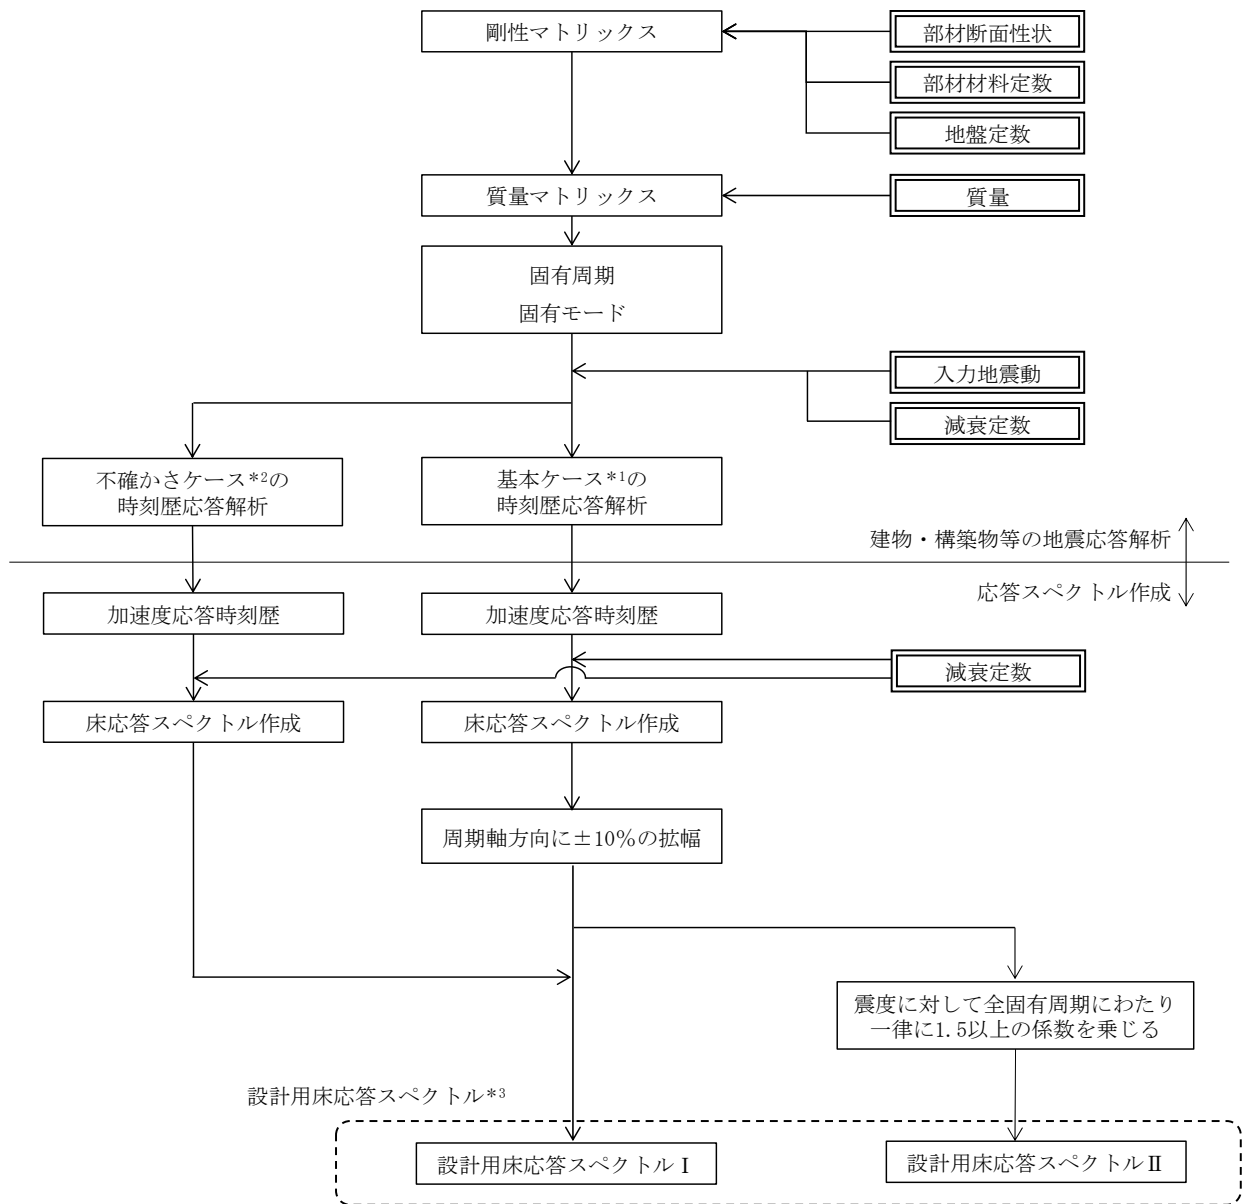 剛性マトリックス
部材断面性状
部材材料定数
地盤定数
質量マトリックス
質量
固有周期
固有モード
入力地震動
減衰定数
不確かさケース*2の
時刻歴応答解析
基本ケース*1の
時刻歴応答解析
建物・構築物等の地震応答解析
応答スペクトル作成
加速度応答時刻歴
加速度応答時刻歴
減衰定数
床応答スペクトル作成
床応答スペクトル作成
周期軸方向に±10%の拡幅
震度に対して全固有周期にわたり
一律に1.5以上の係数を乗じる
設計用床応答スペクトル*3
設計用床応答スペクトルⅠ
設計用床応答スペクトルⅡ